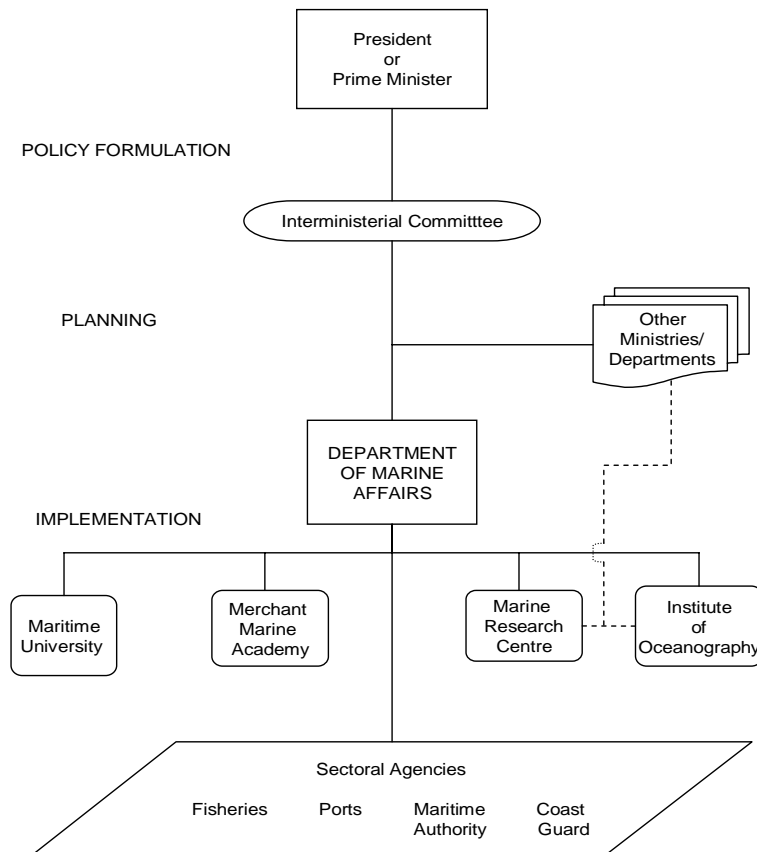 President
or
Prime Minister
POLICY FORMULATION
Interministerial Committtee
PLANNING
Other
Ministries/
Departments
DEPARTMENT
OF MARINE
AFFAIRS
IMPLEMENTATION
Maritime
University
Merchant
Marine
Academy
Marine
Research
Centre
Institute
of
Oceanography
Sectoral Agencies
Fisheries Ports Maritime Coast
Authority Guard